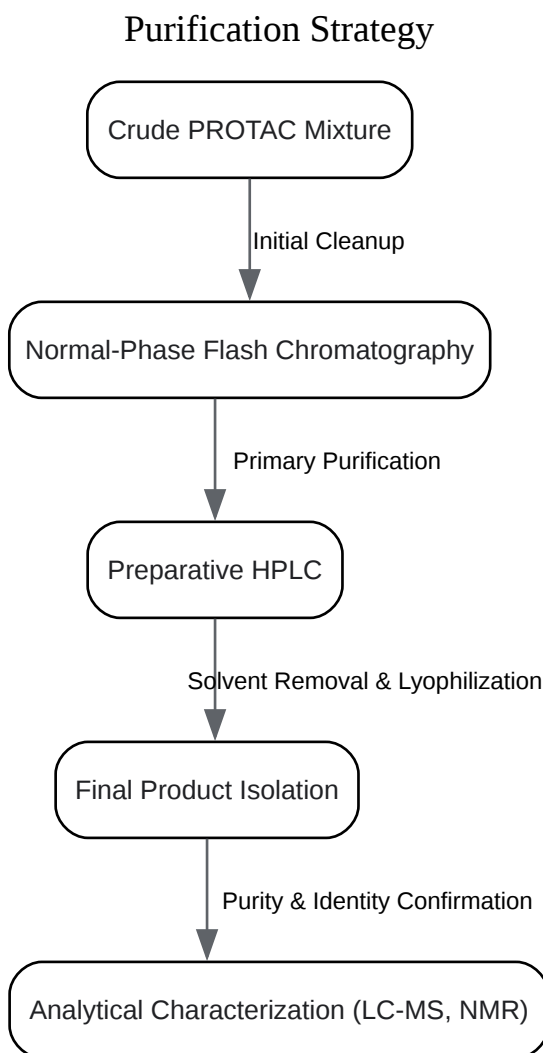 Purification Strategy
Crude PROTAC Mixture
Initial Cleanup
Normal-Phase Flash Chromatography
Primary Purification
Preparative HPLC
Solvent Removal & Lyophilization
Final Product Isolation
Purity & Identity Confirmation
Analytical Characterization (LC-MS, NMR)